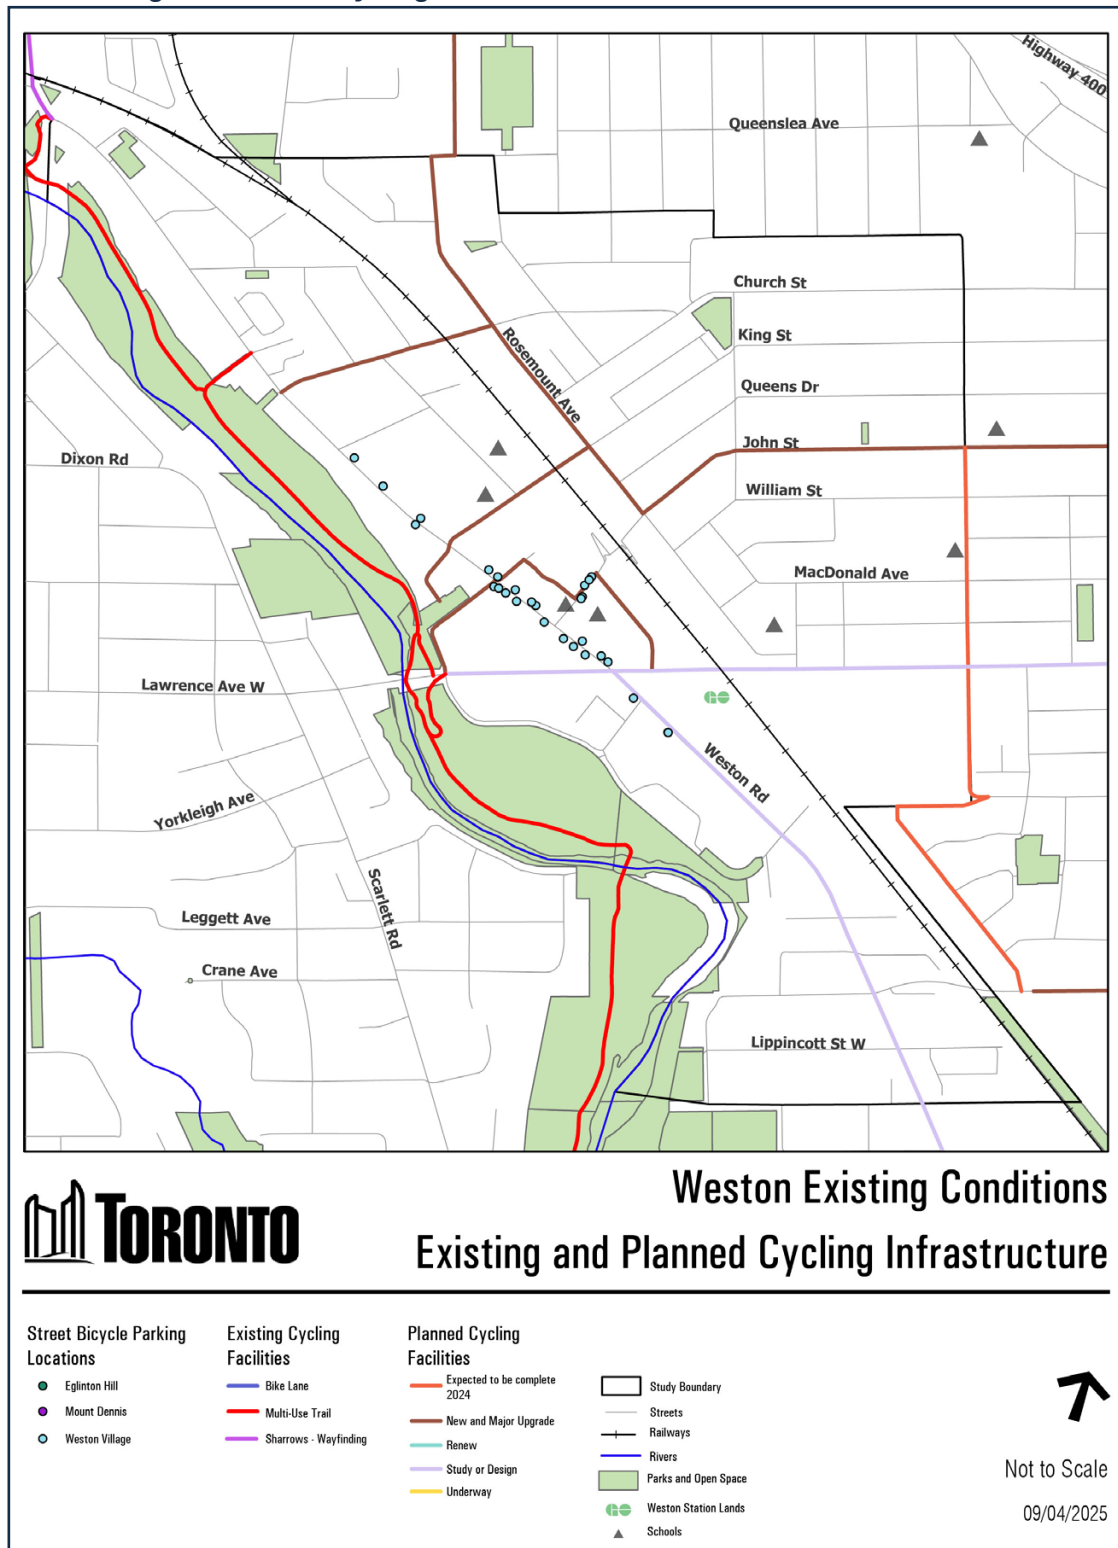 Highway 400
Queenslea Ave
Church St
King St
Rosemount Ave
Queens Dr
John St
Dixon Rd
William St
MacDonald Ave
Lawrence Ave W
Weston Rd
Yorkleigh Ave
Scarlett Rd
Leggett Ave
Crane Ave
Lippincott St W
TORONTO
Weston Existing Conditions
Existing and Planned Cycling Infrastructure
Street Bicycle Parking
Locations
Eglinton Hill
Mount Dennis
Weston Village
Existing Cycling
Facilities
Bike Lane
Multi-Use Trail
Sharrows - Wayfinding
Planned Cycling
Facilities
Expected to be complete
2024
New and Major Upgrade
Renew
Study or Design
Underway
Study Boundary
Streets
Railways
Rivers
Parks and Open Space
Weston Station Lands
Schools
Not to Scale
09/04/2025